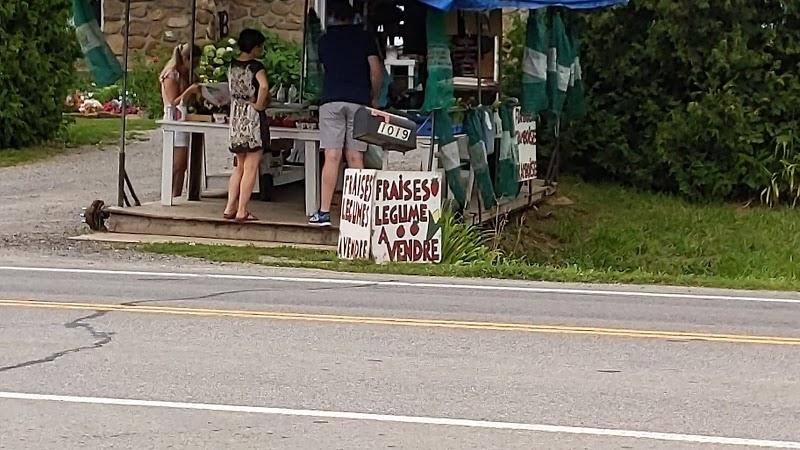 1019
FRAISES
LEGUMES
A VENDRE
FRAISES
LEGUME
A
VENDRE